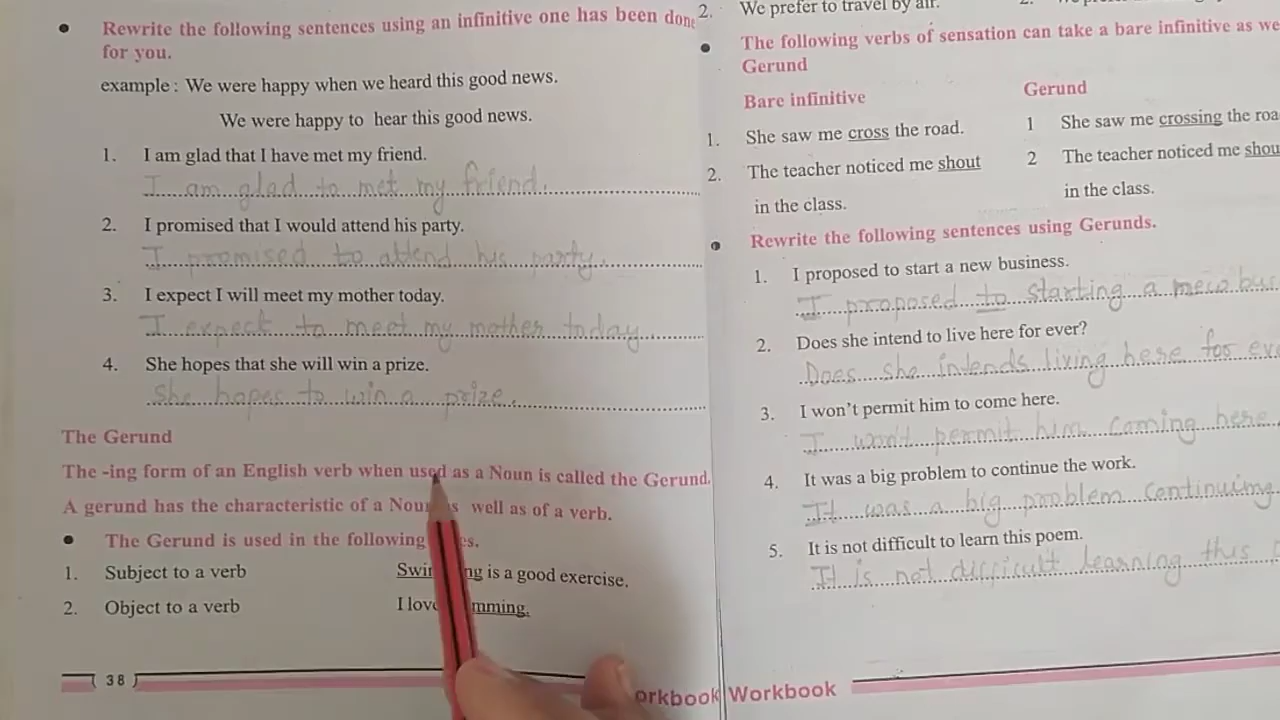 • Rewrite the following sentences using an infinitive one has been done
for you.
example : We were happy when we heard this good news.
We were happy to hear this good news.
1. I am glad that I have met my friend.
I am glad to met my friend.
2. I promised that I would attend his party.
I promised to attend his party.
3. I expect I will meet my mother today.
I expect to meet my mother today.
4. She hopes that she will win a prize.
She hopes to win a prize.
The Gerund
The -ing form of an English verb when used as a Noun is called the Gerund.
A gerund has the characteristic of a Noun as well as of a verb.
• The Gerund is used in the following
1. Subject to a verb Swimming is a good exercise.
2. Object to a verb I love swimming.
38
Workbook
2. We prefer to travel by air.
• The following verbs of sensation can take a bare infinitive as we
Gerund
Bare infinitive Gerund
1. She saw me cross the road. 1 She saw me crossing the roa
2. The teacher noticed me shout 2 The teacher noticed me shou
in the class. in the class.
• Rewrite the following sentences using Gerunds.
1. I proposed to start a new business.
I proposed to starting a new bus
2. Does she intend to live here for ever?
Does she intends living here for eve
3. I won't permit him to come here.
I won't permit him coming here
4. It was a big problem to continue the work.
It was a big problem continuing
5. It is not difficult to learn this poem.
It is not difficult learning this
Workbook